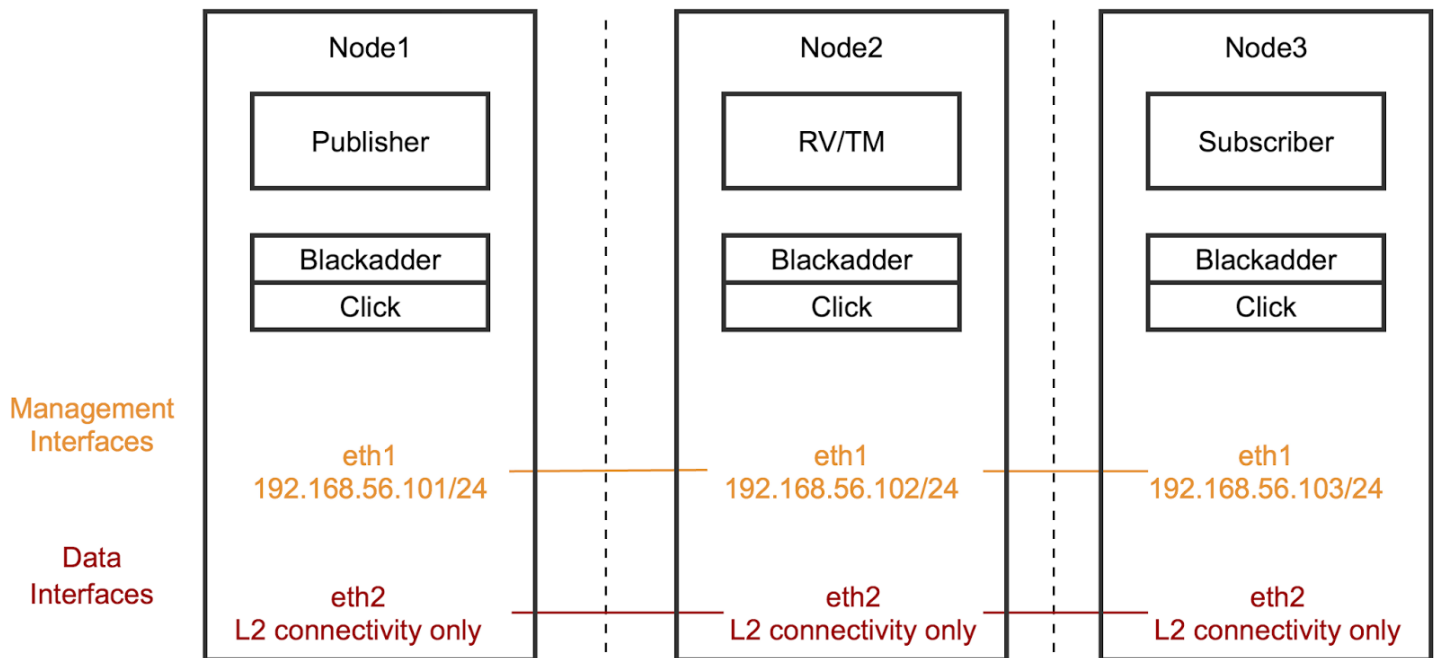 Node1
Node2
Node3
Publisher
RV/TM
Subscriber
Blackadder
Blackadder
Blackadder
Click
Click
Click
Management
Interfaces
eth1
192.168.56.101/24
eth1
192.168.56.102/24
eth1
192.168.56.103/24
Data
Interfaces
eth2
L2 connectivity only
eth2
L2 connectivity only
eth2
L2 connectivity only